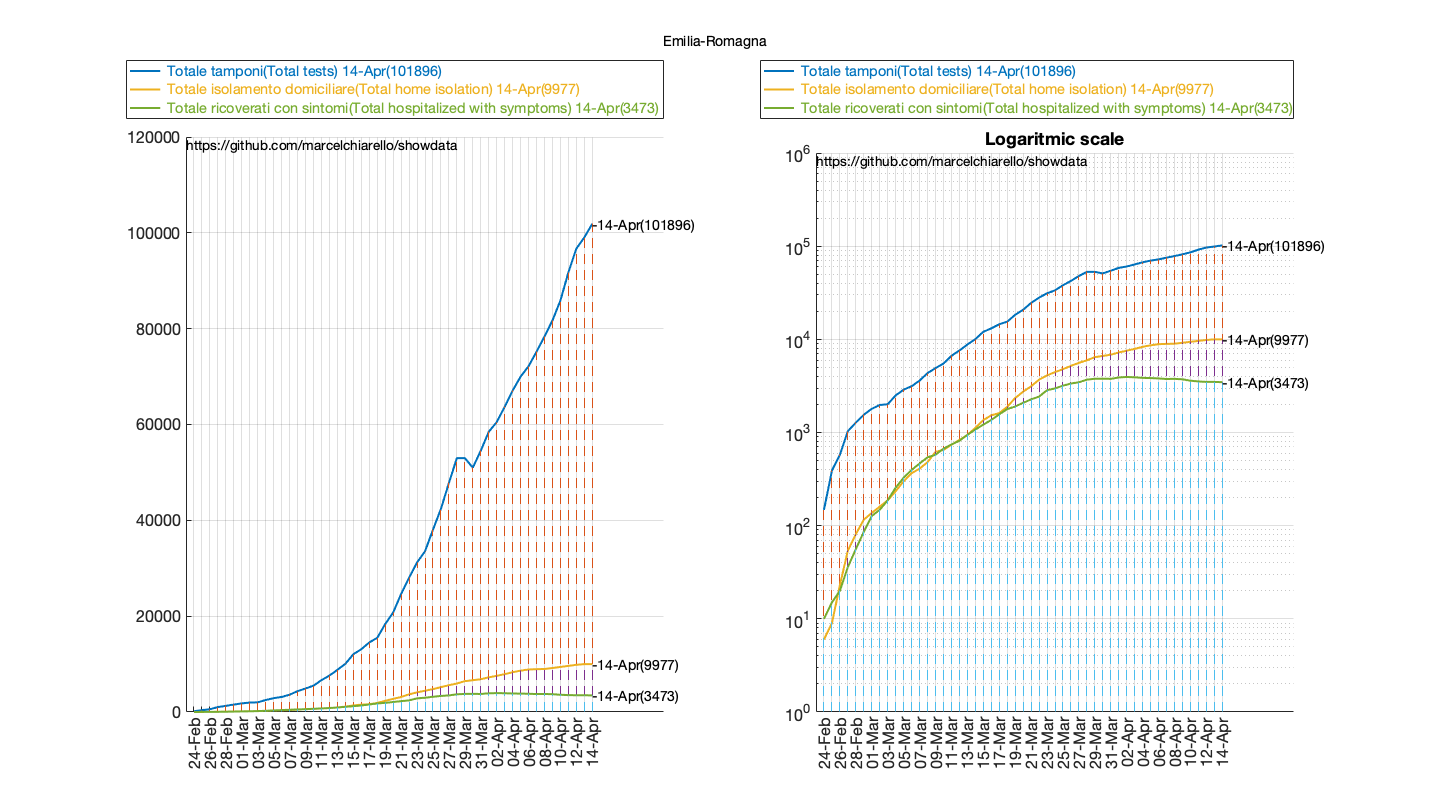 Emilia-Romagna
Totale tamponi(Total tests) 14-Apr(101896)
Totale isolamento domiciliare(Total home isolation) 14-Apr(9977)
Totale ricoverati con sintomi(Total hospitalized with symptoms) 14-Apr(3473)
120000
https://github.com/marcelchiarello/showdata
100000
80000
60000
40000
20000
0
14-Apr(101896)
14-Apr(9977)
14-Apr(3473)
24-Feb
26-Feb
28-Feb
01-Mar
03-Mar
05-Mar
07-Mar
09-Mar
11-Mar
13-Mar
15-Mar
17-Mar
19-Mar
21-Mar
23-Mar
25-Mar
27-Mar
29-Mar
31-Mar
02-Apr
04-Apr
06-Apr
08-Apr
10-Apr
12-Apr
14-Apr
Totale tamponi(Total tests) 14-Apr(101896)
Totale isolamento domiciliare(Total home isolation) 14-Apr(9977)
Totale ricoverati con sintomi(Total hospitalized with symptoms) 14-Apr(3473)
Logaritmic scale
10^6
https://github.com/marcelchiarello/showdata
10^5
10^4
10^3
10^2
10^1
10^0
14-Apr(101896)
14-Apr(9977)
14-Apr(3473)
24-Feb
26-Feb
28-Feb
01-Mar
03-Mar
05-Mar
07-Mar
09-Mar
11-Mar
13-Mar
15-Mar
17-Mar
19-Mar
21-Mar
23-Mar
25-Mar
27-Mar
29-Mar
31-Mar
02-Apr
04-Apr
06-Apr
08-Apr
10-Apr
12-Apr
14-Apr